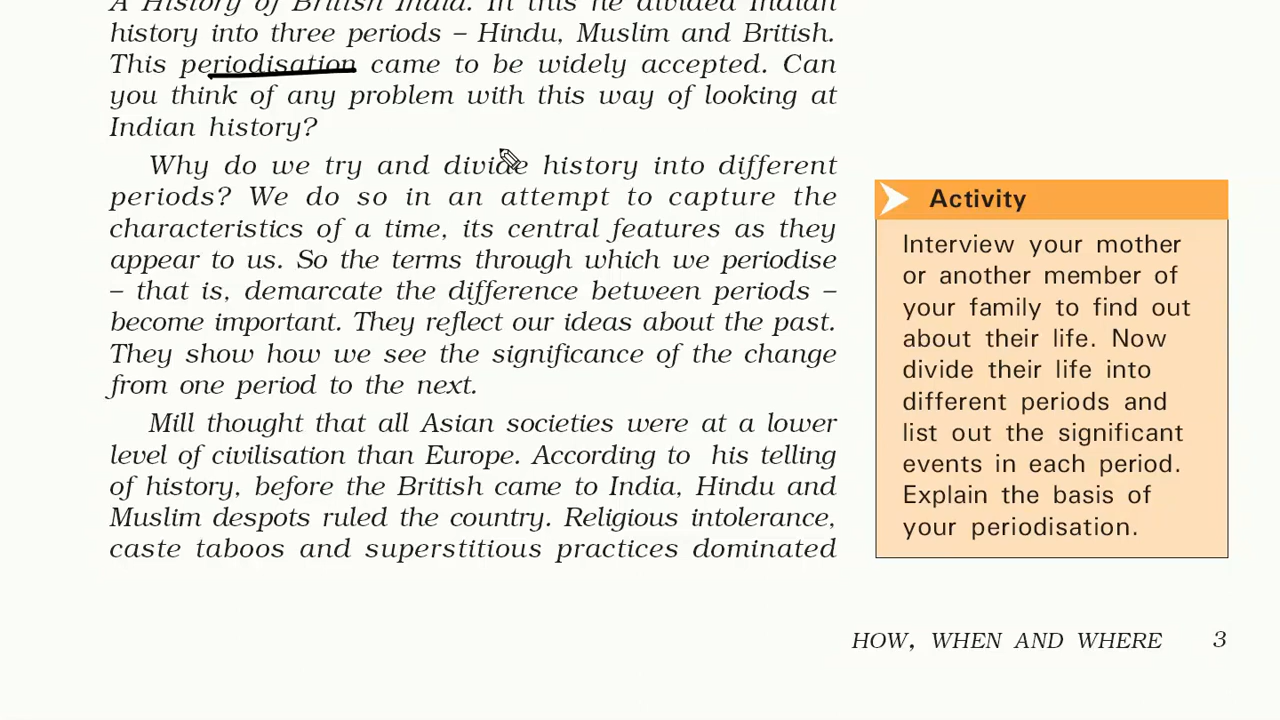 A History of British India. In this he divided Indian
history into three periods – Hindu, Muslim and British.
This periodisation came to be widely accepted. Can
you think of any problem with this way of looking at
Indian history?
Why do we try and divide history into different
periods? We do so in an attempt to capture the
characteristics of a time, its central features as they
appear to us. So the terms through which we periodise
– that is, demarcate the difference between periods –
become important. They reflect our ideas about the past.
They show how we see the significance of the change
from one period to the next.
Mill thought that all Asian societies were at a lower
level of civilisation than Europe. According to his telling
of history, before the British came to India, Hindu and
Muslim despots ruled the country. Religious intolerance,
caste taboos and superstitious practices dominated
Activity
Interview your mother
or another member of
your family to find out
about their life. Now
divide their life into
different periods and
list out the significant
events in each period.
Explain the basis of
your periodisation.
HOW, WHEN AND WHERE 3